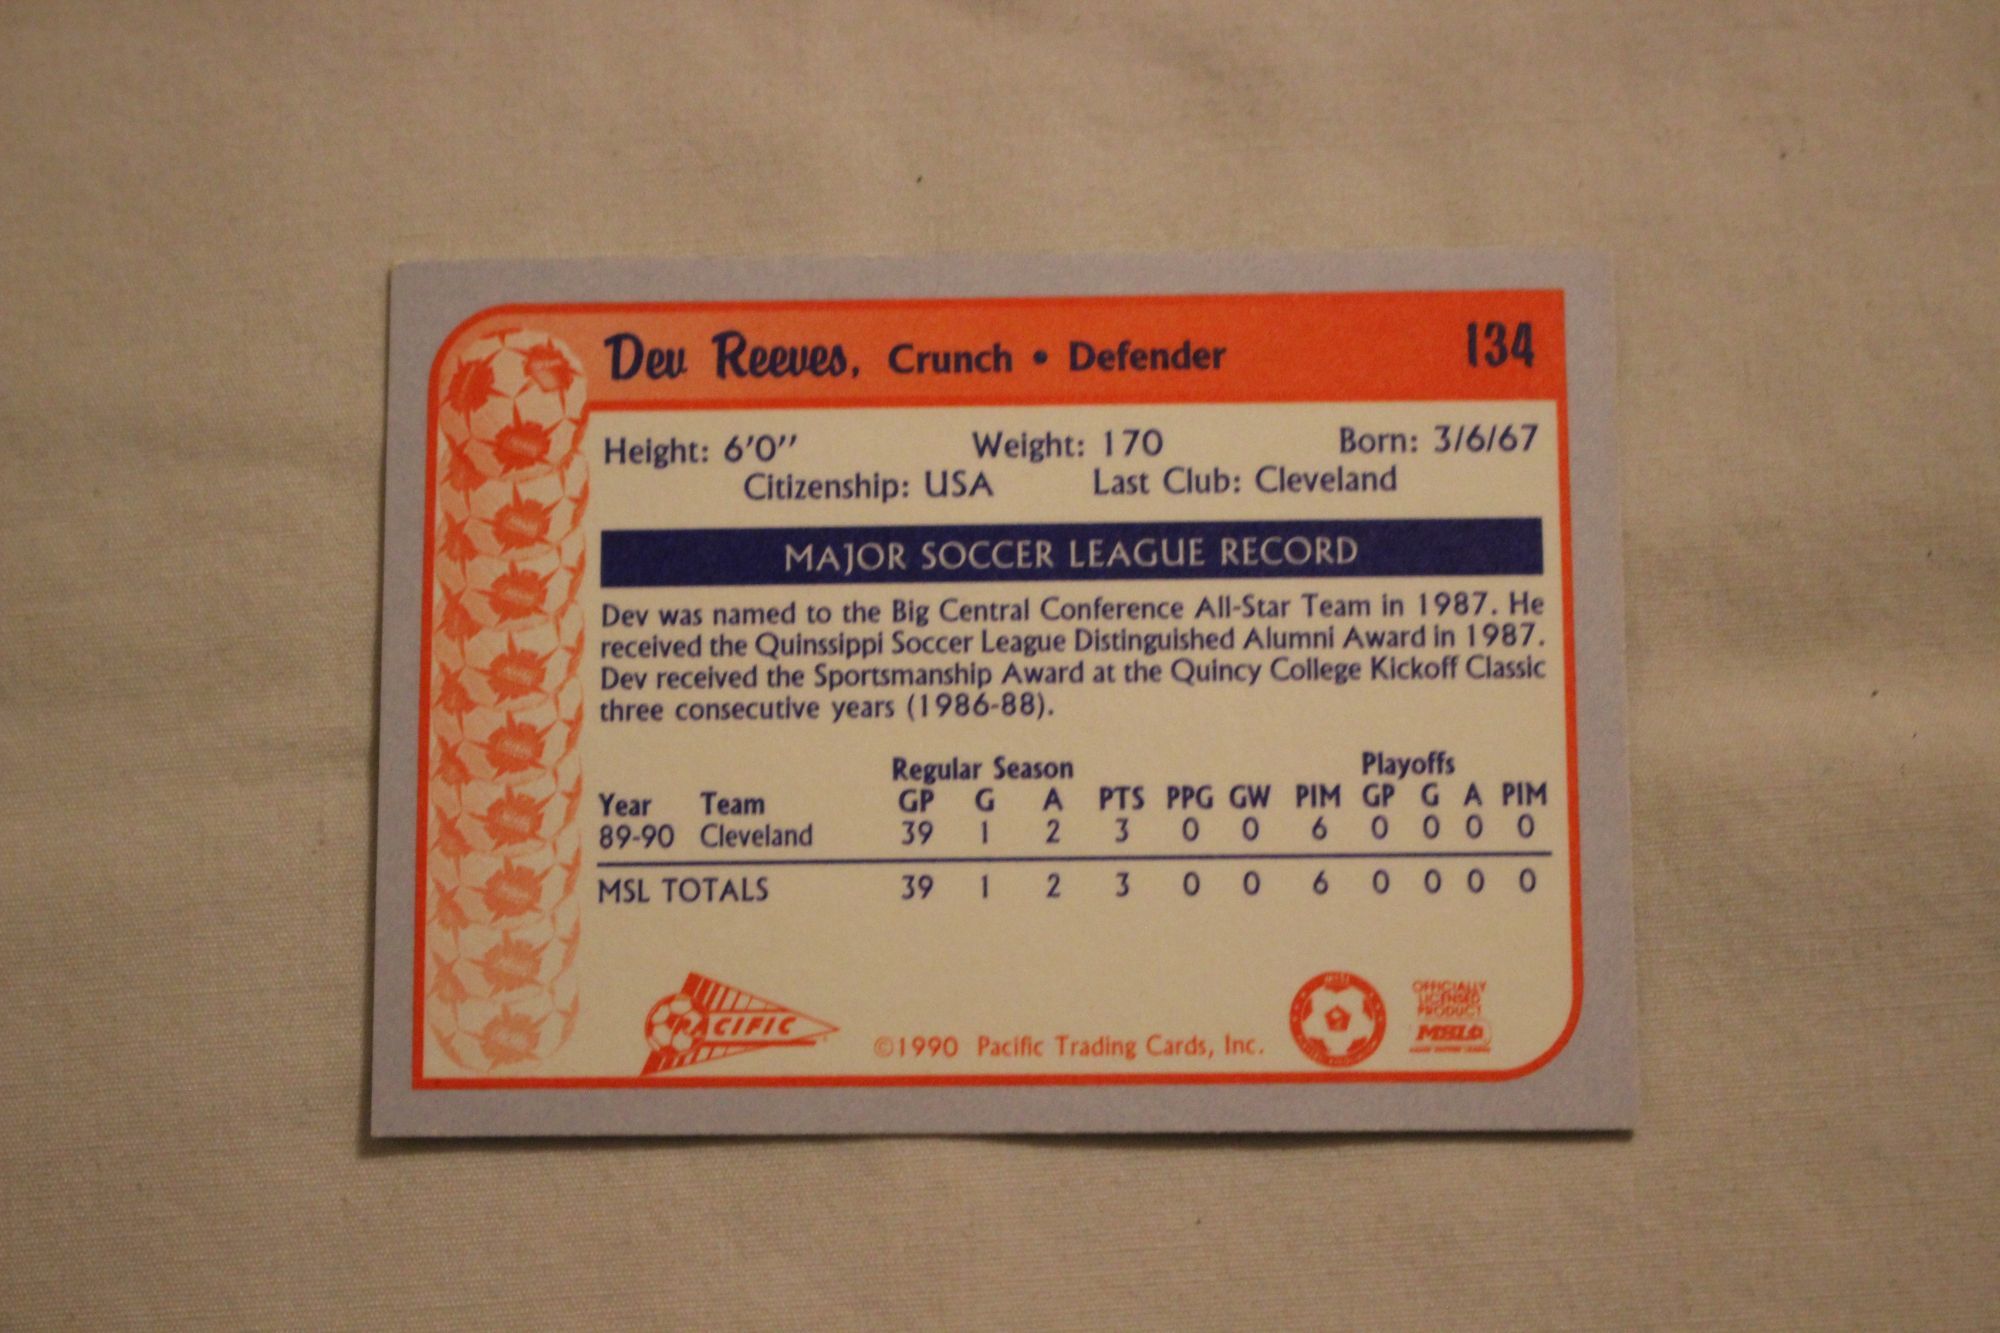 Dev Reeves, Crunch • Defender 134
Height: 6'0'' Weight: 170 Born: 3/6/67
Citizenship: USA Last Club: Cleveland
MAJOR SOCCER LEAGUE RECORD
Dev was named to the Big Central Conference All-Star Team in 1987. He
received the Quinssippi Soccer League Distinguished Alumni Award in 1987.
Dev received the Sportsmanship Award at the Quincy College Kickoff Classic
three consecutive years (1986-88).
Regular Season Playoffs
Year Team GP G A PTS PPG GW PIM GP G A PIM
89-90 Cleveland 39 1 2 3 0 0 6 0 0 0 0
MSL TOTALS 39 1 2 3 0 0 6 0 0 0 0
PACIFIC
©1990 Pacific Trading Cards, Inc.
OFFICIALLY
LICENSED
PRODUCT